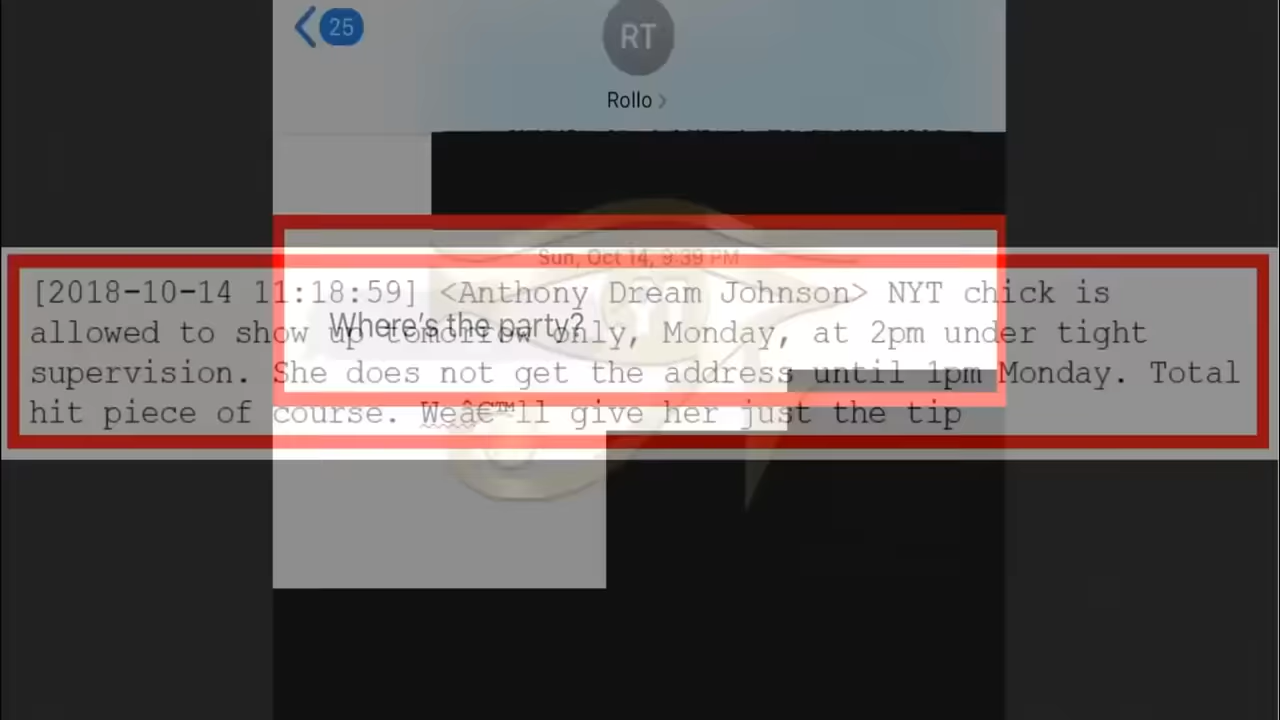 25
RT
Rollo
Sun, Oct 14, 9:39 PM
[2018-10-14 11:18:59] <Anthony Dream Johnson> NYT chick is
Where's the party?
allowed to show up tomorrow only, Monday, at 2pm under tight
supervision. She does not get the address until 1pm Monday. Total
hit piece of course. Weâ€™ll give her just the tip